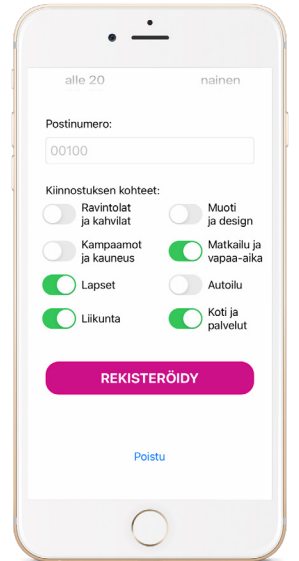 alle 20 nainen
Postinumero:
00100
Kiinnostuksen kohteet:
Ravintolat
ja kahvilat
Muoti
ja design
Kampaamot
ja kauneus
Matkailu ja
vapaa-aika
Lapset
Autoilu
Liikunta
Koti ja
palvelut
REKISTERÖIDY
Poistu